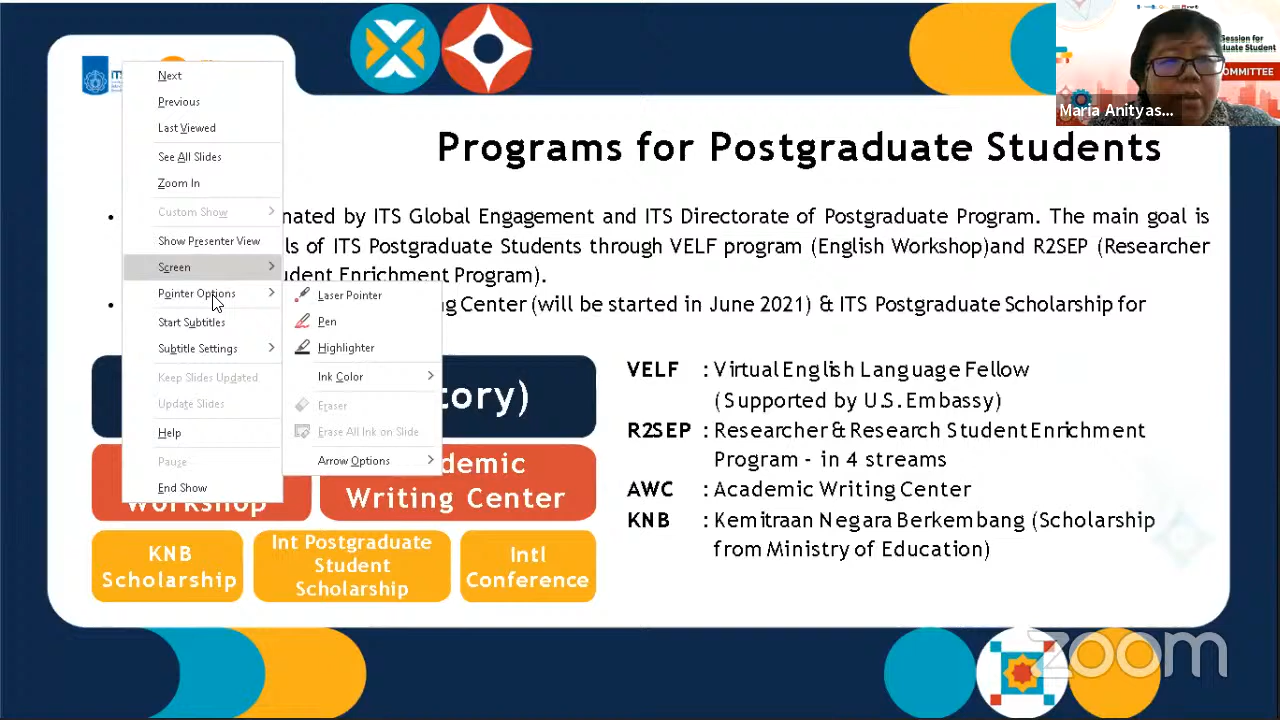 Session for
COMMITTEE
Maria Anityas...
Programs for Postgraduate Students
nated by ITS Global Engagement and ITS Directorate of Postgraduate Program. The main goal is
ls of ITS Postgraduate Students through VELF program (English Workshop)and R2SEP (Researcher
udent Enrichment Program).
ng Center (will be started in June 2021) & ITS Postgraduate Scholarship for
Next
Previous
Last Viewed
See All Slides
Zoom In
Custom Show
Show Presenter View
Screen
Pointer Options
Start Subtitles
Subtitle Settings
Keep Slides Updated
Update Slides
Help
Pause
End Show
Laser Pointer
Pen
Highlighter
Ink Color
Eraser
Erase All Ink on Slide
Arrow Options
tory)
demic
Writing Center
Workshop
KNB
Scholarship
Int Postgraduate
Student
Scholarship
Intl
Conference
VELF : Virtual English Language Fellow
(Supported by U.S. Embassy)
R2SEP : Researcher & Research Student Enrichment
Program - in 4 streams
AWC : Academic Writing Center
KNB : Kemitraan Negara Berkembang (Scholarship
from Ministry of Education)
zoom